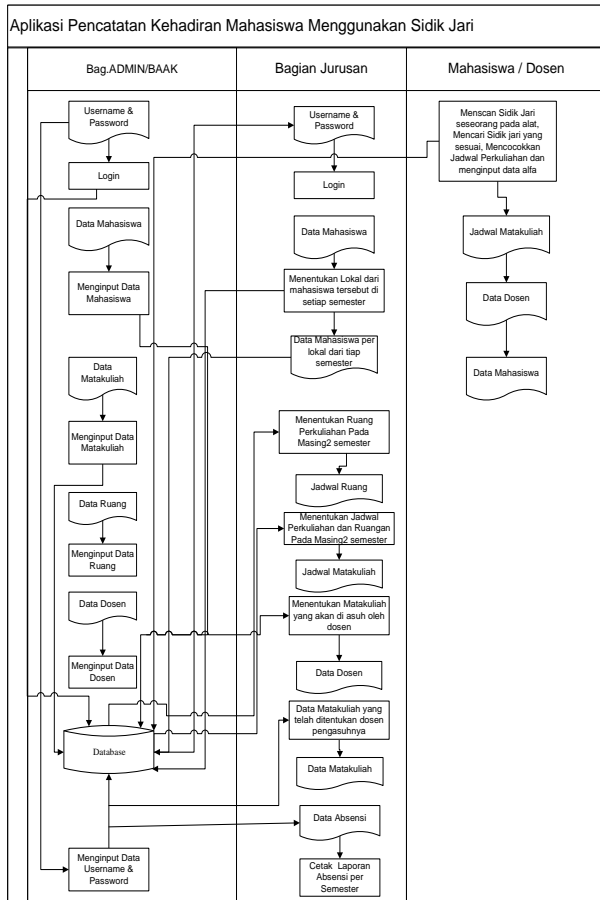 Aplikasi Pencatatan Kehadiran Mahasiswa Menggunakan Sidik Jari
Bag.ADMIN/BAAK
Bagian Jurusan
Mahasiswa / Dosen
Username &
Password
Login
Data Mahasiswa
Menginput Data
Mahasiswa
Data
Matakuliah
Menginput Data
Matakuliah
Data Ruang
Menginput Data
Ruang
Data Dosen
Menginput Data
Dosen
Database
Menginput Data
Username &
Password
Username &
Password
Login
Data Mahasiswa
Menentukan Lokal dari
mahasiswa tersebut di
setiap semester
Data Mahasiswa per
lokal dari tiap
semester
Menentukan Ruang
Perkuliahan Pada
Masing2 semester
Jadwal Ruang
Menentukan Jadwal
Perkuliahan dan Ruangan
Pada Masing2 semester
Jadwal Matakuliah
Menentukan Matakuliah
yang akan di asuh oleh
dosen
Data Dosen
Data Matakuliah yang
telah ditentukan dosen
pengasuhnya
Data Matakuliah
Data Absensi
Cetak Laporan
Absensi per
Semester
Menscan Sidik Jari
seseorang pada alat,
Mencari Sidik jari yang
sesuai, Mencocokkan
Jadwal Perkuliahan dan
menginput data alfa
Jadwal Matakuliah
Data Dosen
Data Mahasiswa